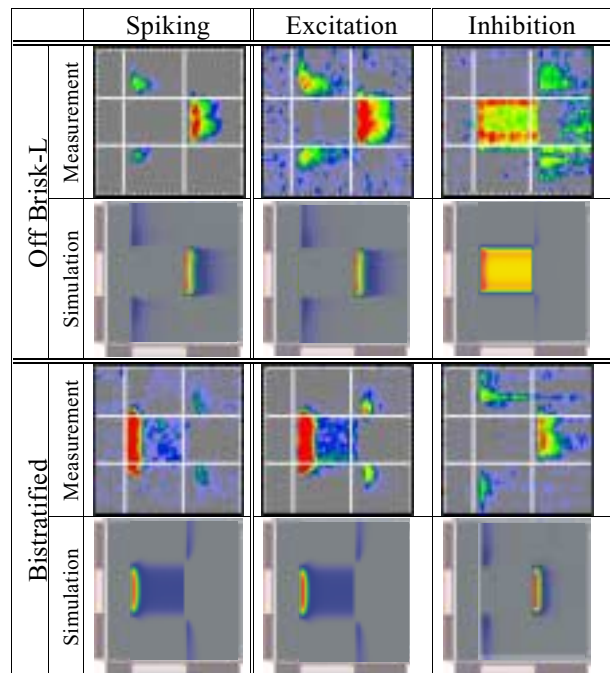 Spiking Excitation Inhibition
Off Brisk-L
Measurement
Simulation
Bistratified
Measurement
Simulation